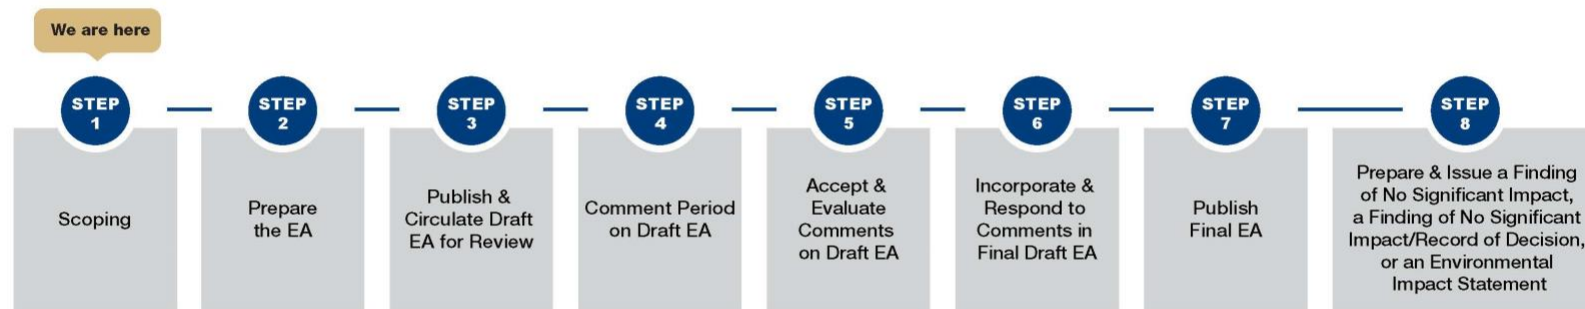 We are here
STEP
1
Scoping
STEP
2
Prepare
the EA
STEP
3
Publish &
Circulate Draft
EA for Review
STEP
4
Comment Period
on Draft EA
STEP
5
Accept &
Evaluate
Comments
on Draft EA
STEP
6
Incorporate &
Respond to
Comments in
Final Draft EA
STEP
7
Publish
Final EA
STEP
8
Prepare & Issue a Finding
of No Significant Impact,
a Finding of No Significant
Impact/Record of Decision,
or an Environmental
Impact Statement